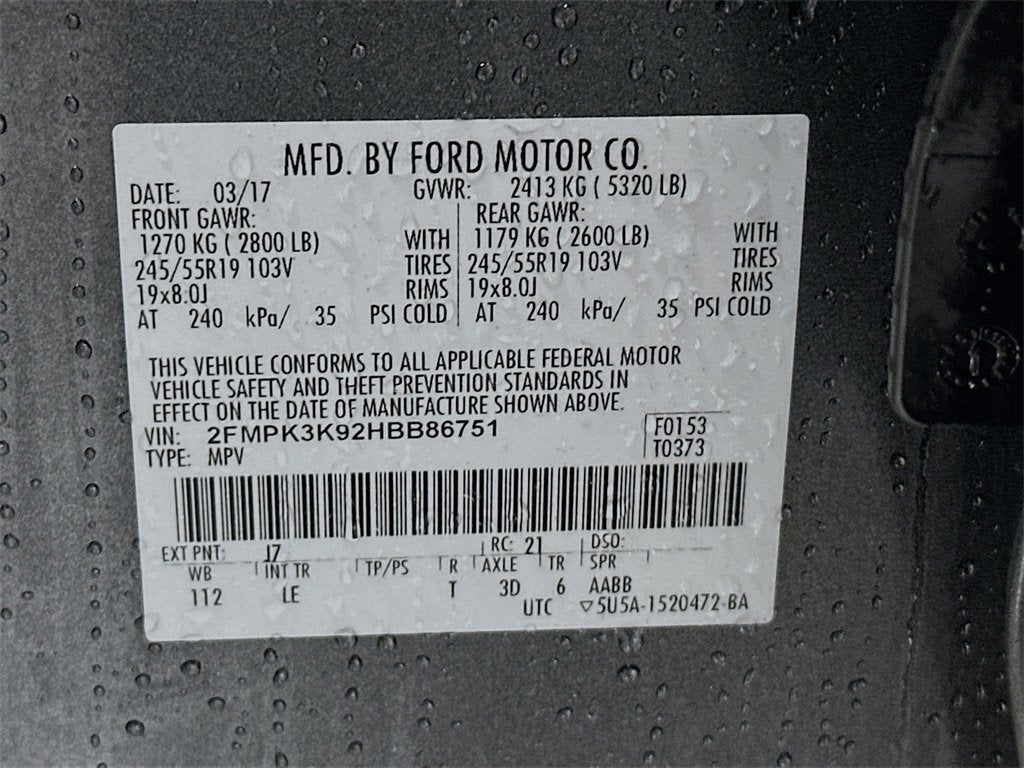 MFD. BY FORD MOTOR CO.
DATE: 03/17 GVWR: 2413 KG ( 5320 LB)
FRONT GAWR: REAR GAWR:
1270 KG ( 2800 LB) WITH 1179 KG ( 2600 LB) WITH
245/55R19 103V TIRES 245/55R19 103V TIRES
19x8.0J RIMS 19x8.0J RIMS
AT 240 kPa/ 35 PSI COLD AT 240 kPa/ 35 PSI COLD
THIS VEHICLE CONFORMS TO ALL APPLICABLE FEDERAL MOTOR
VEHICLE SAFETY AND THEFT PREVENTION STANDARDS IN
EFFECT ON THE DATE OF MANUFACTURE SHOWN ABOVE.
VIN: 2FMPK3K92HBB86751 F0153
TYPE: MPV T0373
EXT PNT: J7 RC: 21 DSO:
WB INT TR TP/PS R AXLE TR SPR
112 LE T 3D 6 AABB
UTC ▽5U5A-1520472-BA